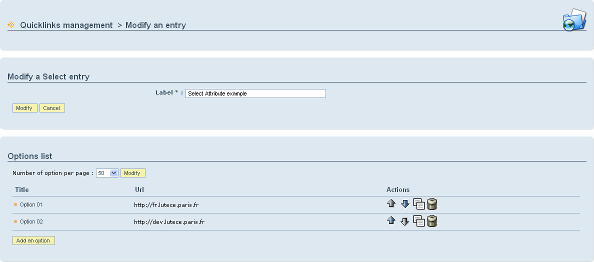 Quicklinks management > Modify an entry
Modify a Select entry
Label * : Select Attribute example
Modify Cancel
Options list
Number of option per page : 50 Modify
Title Url Actions
Option 01 http://fr.lutece.paris.fr
Option 02 http://dev.lutece.paris.fr
Add an option